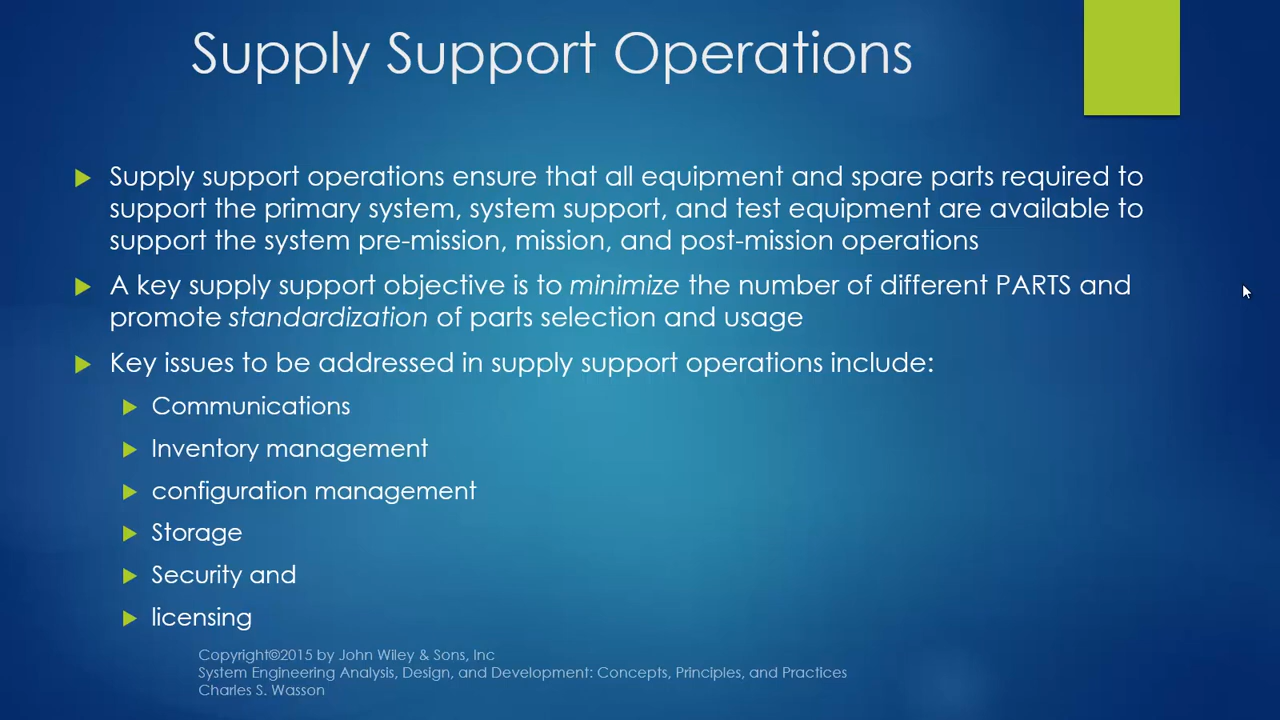 Supply Support Operations
Supply support operations ensure that all equipment and spare parts required to
support the primary system, system support, and test equipment are available to
support the system pre-mission, mission, and post-mission operations
A key supply support objective is to minimize the number of different PARTS and
promote standardization of parts selection and usage
Key issues to be addressed in supply support operations include:
Communications
Inventory management
configuration management
Storage
Security and
licensing
Copyright©2015 by John Wiley & Sons, Inc
System Engineering Analysis, Design, and Development: Concepts, Principles, and Practices
Charles S. Wasson